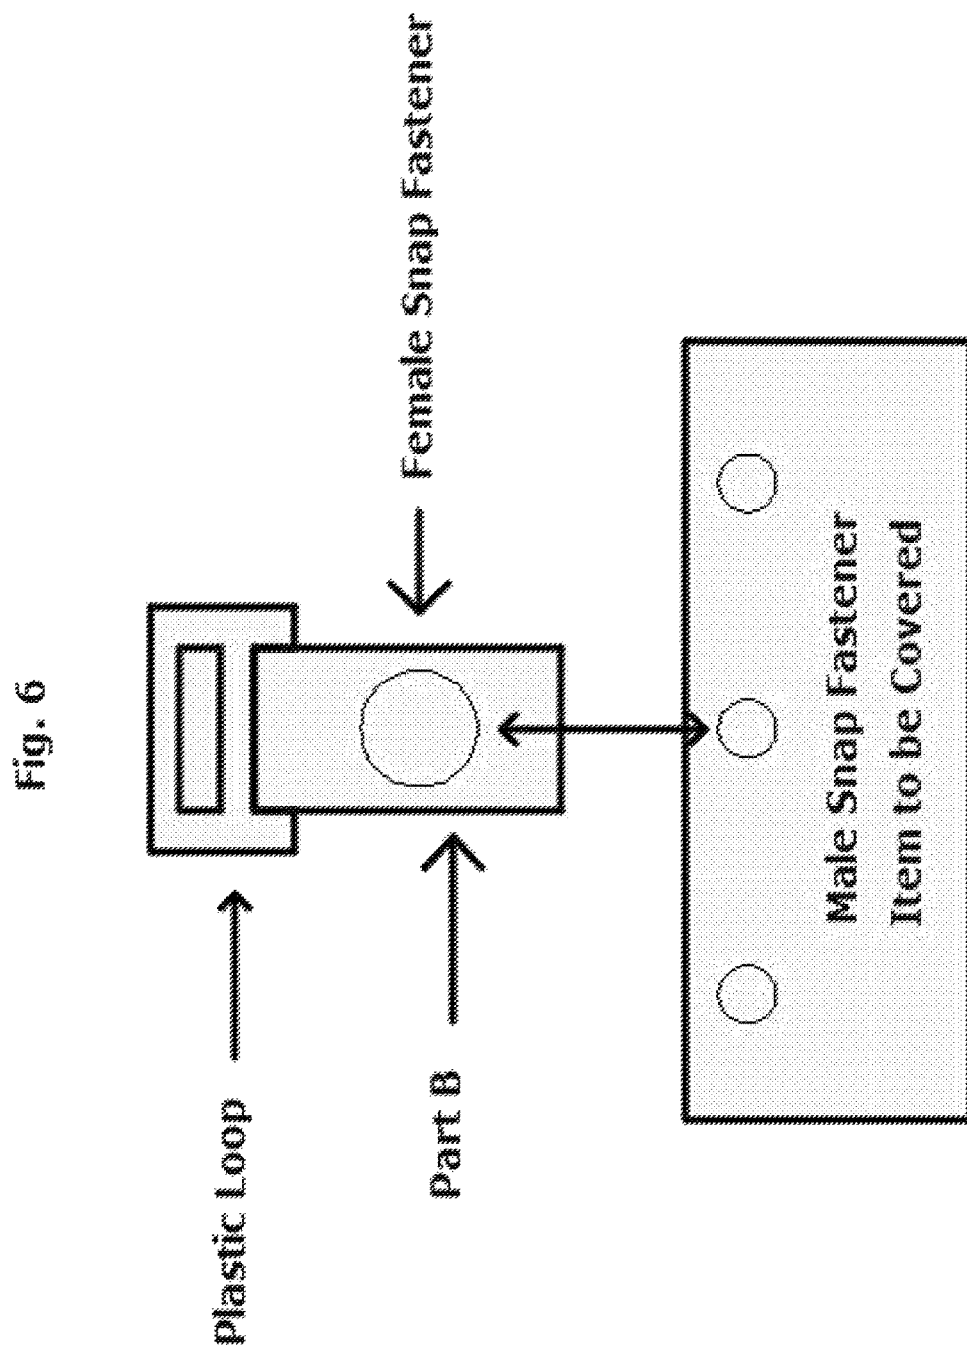 Fig. 6
Plastic Loop
Part B
Female Snap Fastener
Male Snap Fastener
Item to be Covered